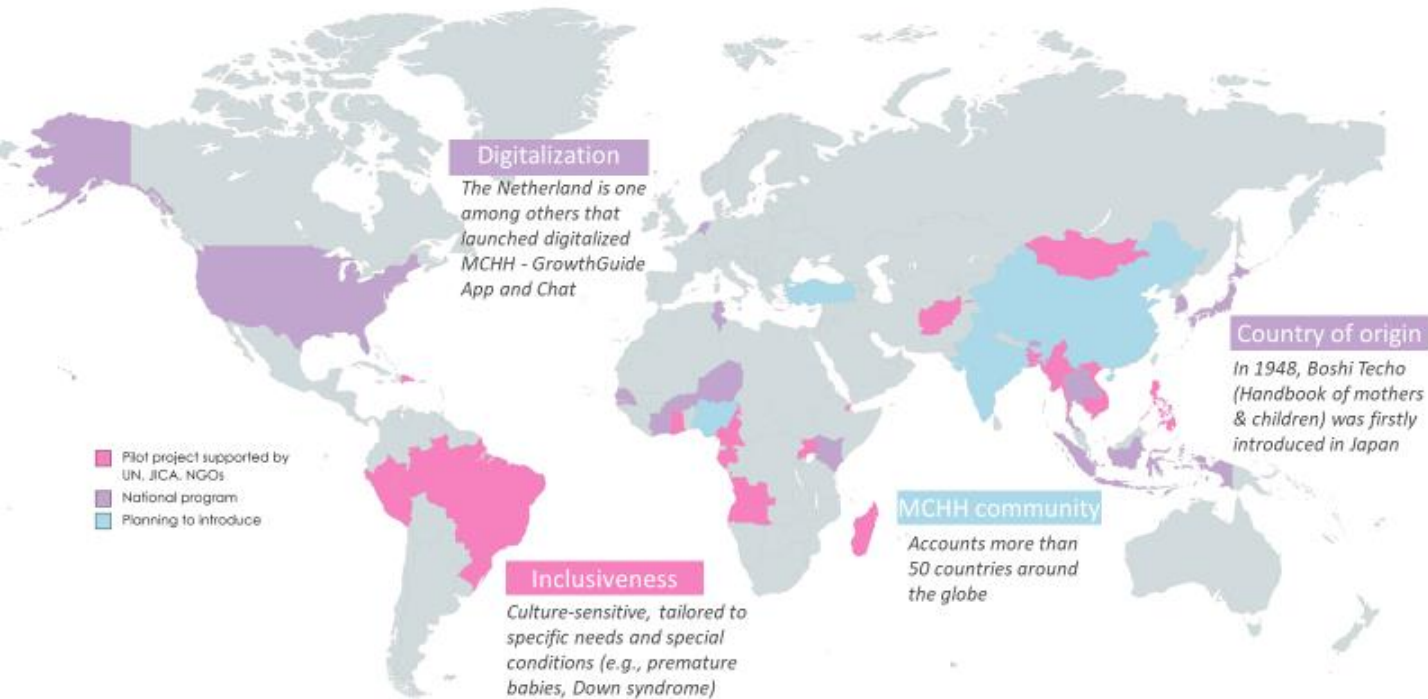 Digitalization
The Netherland is one
among others that
launched digitalized
MCHH - GrowthGuide
App and Chat
Country of origin
In 1948, Boshi Techo
(Handbook of mothers
& children) was firstly
introduced in Japan
Pilot project supported by
UN, JICA, NGOs
National program
Planning to introduce
MCHH community
Accounts more than
50 countries around
the globe
Inclusiveness
Culture-sensitive, tailored to
specific needs and special
conditions (e.g., premature
babies, Down syndrome)